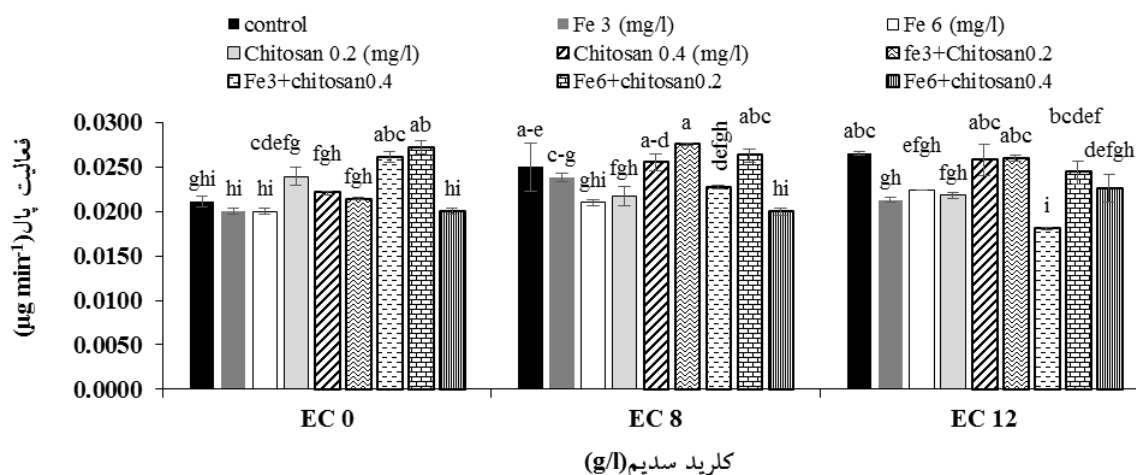 control
Fe 3 (mg/l)
Fe 6 (mg/l)
Chitosan 0.2 (mg/l)
Chitosan 0.4 (mg/l)
fe3+Chitosan0.2
Fe3+chitosan0.4
Fe6+chitosan0.2
Fe6+chitosan0.4
فعالیت پال(µg min⁻¹)
0.0300
0.0250
0.0200
0.0150
0.0100
0.0050
0.0000
ghi
hi
hi
cdefg
fgh
fgh
abc
ab
hi
a-e
c-g
ghi
fgh
a-d
a
defgh
abc
hi
abc
gh
efgh
fgh
abc
abc
i
bcdef
defgh
EC 0
EC 8
EC 12
کلرید سدیم(g/l)